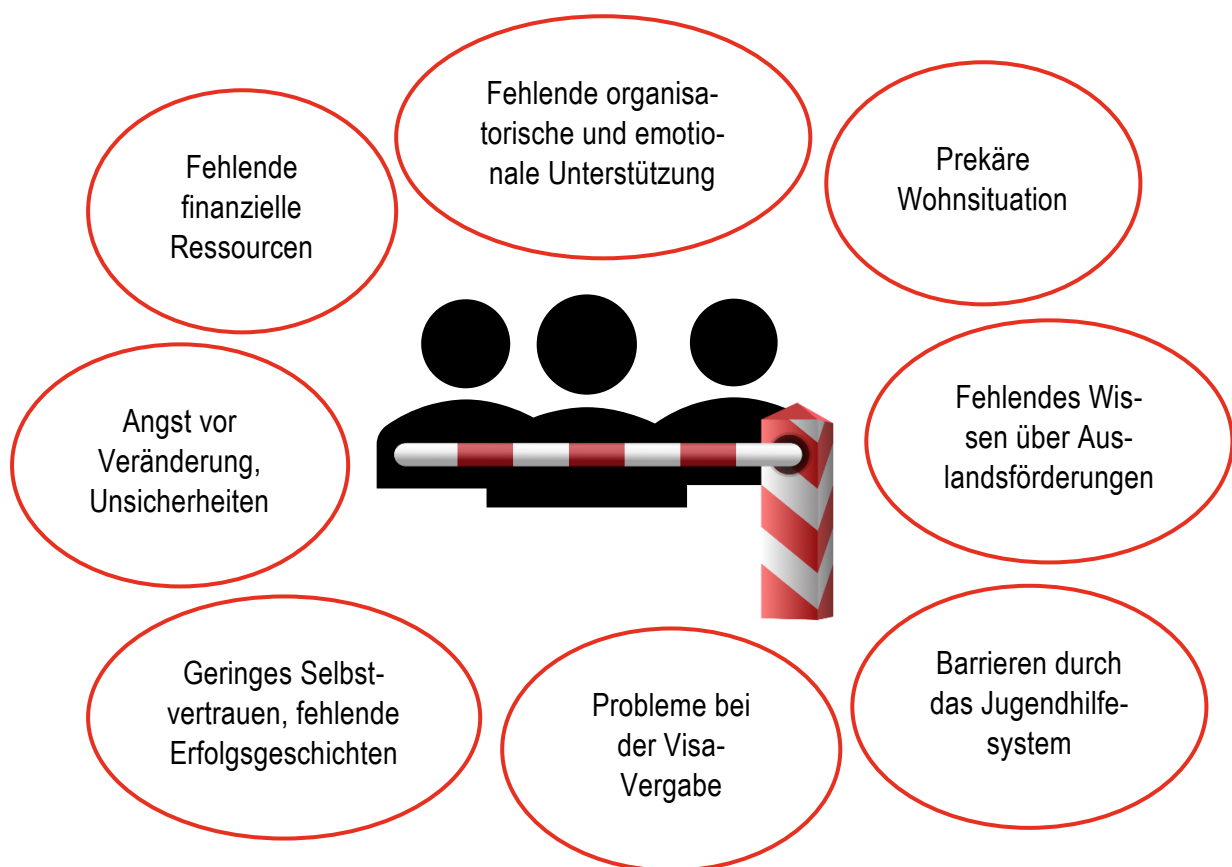 Fehlende organisa-
torische und emotio-
nale Unterstützung
Fehlende
finanzielle
Ressourcen
Prekäre
Wohnsituation
Angst vor
Veränderung,
Unsicherheiten
Fehlendes Wis-
sen über Aus-
landsförderungen
Geringes Selbst-
vertrauen, fehlende
Erfolgsgeschichten
Probleme bei
der Visa-
Vergabe
Barrieren durch
das Jugendhilfe-
system